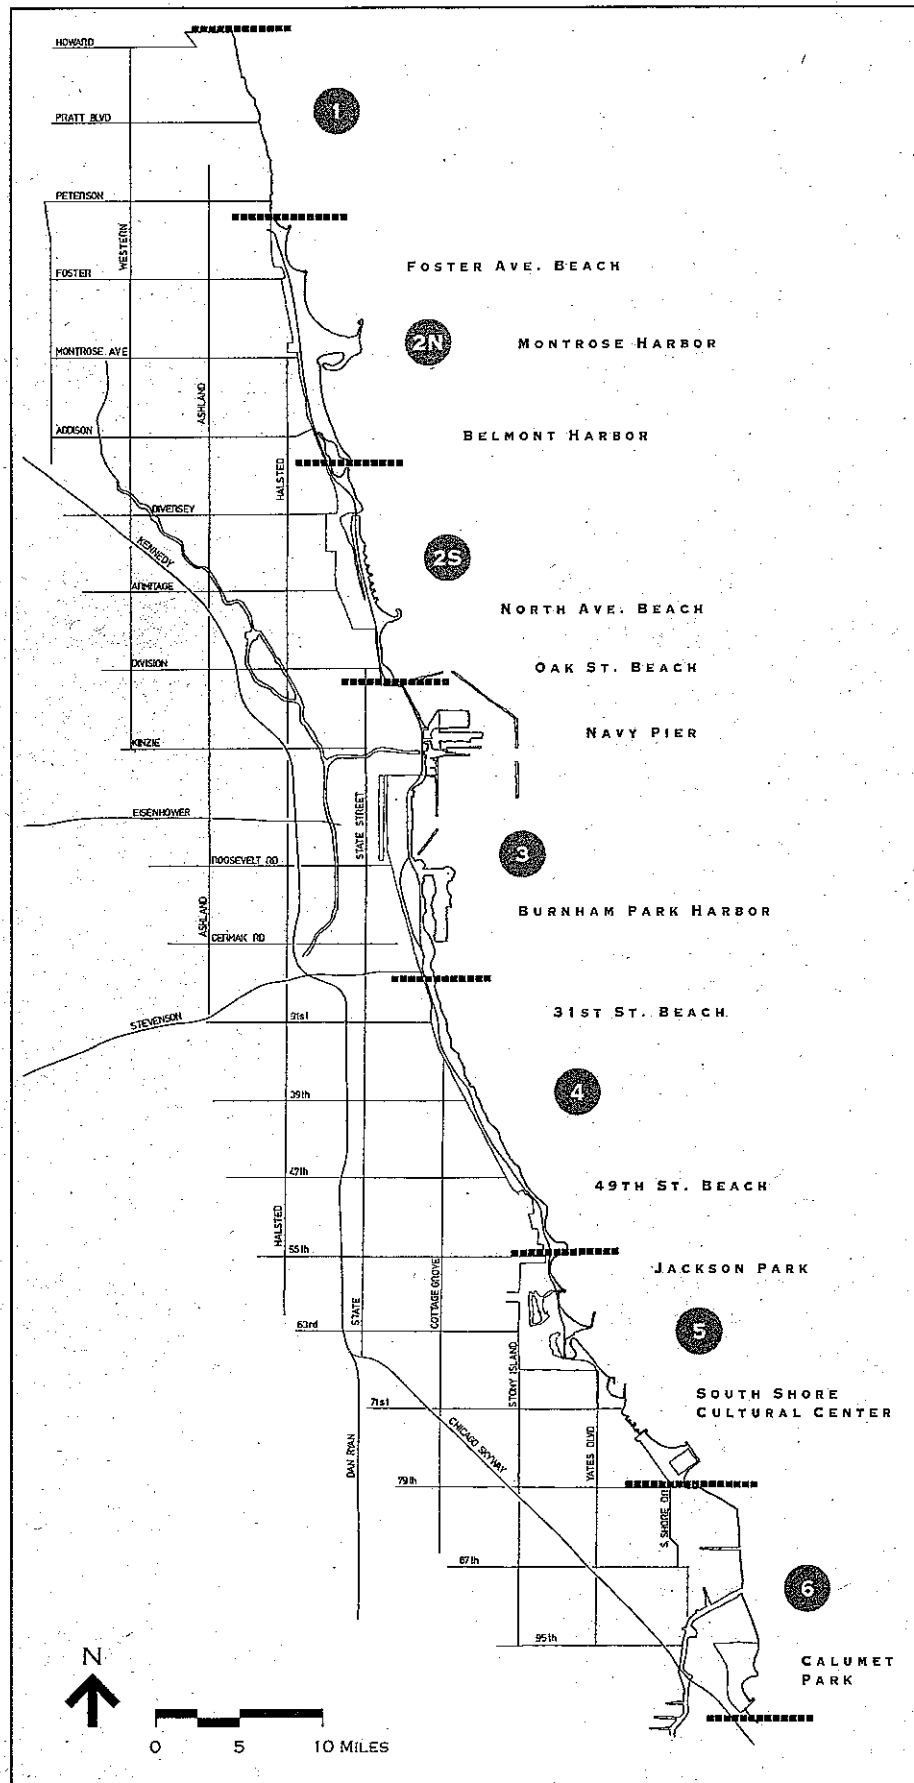 HOWARD
1
PRATT BLVD
PETERSON
WESTERN
FOSTER AVE. BEACH
FOSTER
2N
MONTROSE HARBOR
MONTROSE AVE
ASHLAND
ADDISON
BELMONT HARBOR
HALSTED
DIVERSEY
KENNEDY
2S
ARMITAGE
NORTH AVE. BEACH
DIVISION
OAK ST. BEACH
NAVY PIER
KINZIE
EISENHOWER
STATE STREET
3
ROOSEVELT RD
ASHLAND
BURNHAM PARK HARBOR
CERMAK RD
STEVENSON
31ST ST. BEACH
31st
4
39th
47th
49TH ST. BEACH
HALSTED
55th
JACKSON PARK
COTTAGE GROVE
STATE
63rd
5
STONY ISLAND
SOUTH SHORE
CULTURAL CENTER
71st
CHICAGO SKYWAY
YATES BLVD
DAN RYAN
79th
S. SHORE DR
87th
6
95th
CALUMET
PARK
N
0 5 10 MILES